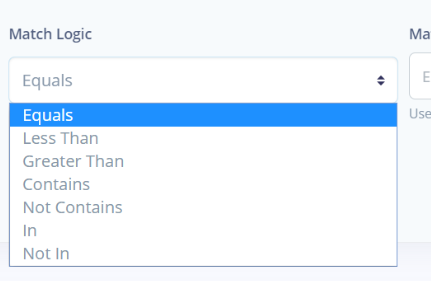 Match Logic
Ma
Equals
E
Use
Equals
Less Than
Greater Than
Contains
Not Contains
In
Not In